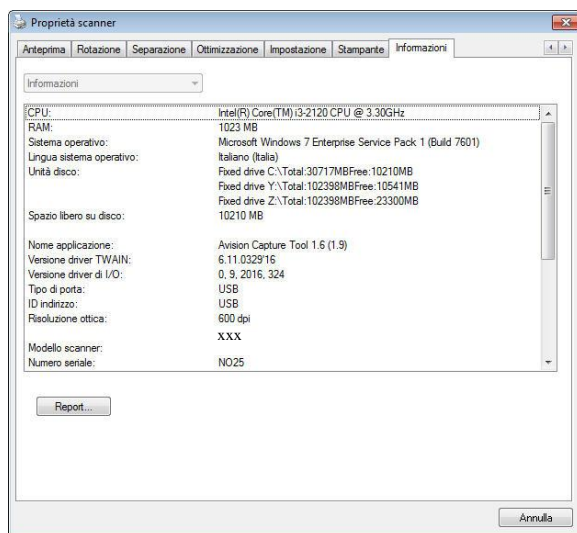 Proprietà scanner
Anteprima Rotazione Separazione Ottimizzazione Impostazione Stampante Informazioni
Informazioni
CPU: Intel(R) Core(TM) i3-2120 CPU @ 3.30GHz
RAM: 1023 MB
Sistema operativo: Microsoft Windows 7 Enterprise Service Pack 1 (Build 7601)
Lingua sistema operativo: Italiano (Italia)
Unità disco: Fixed drive C:\Total:30717MBFree:10210MB
Fixed drive Y:\Total:102398MBFree:10541MB
Fixed drive Z:\Total:102398MBFree:23300MB
Spazio libero su disco: 10210 MB
Nome applicazione: Avision Capture Tool 1.6 (1.9)
Versione driver TWAIN: 6.11.0329'16
Versione driver di I/O: 0, 9, 2016, 324
Tipo di porta: USB
ID indirizzo: USB
Risoluzione ottica: 600 dpi
xxx
Modello scanner:
Numero seriale: NO25
Report...
Annulla